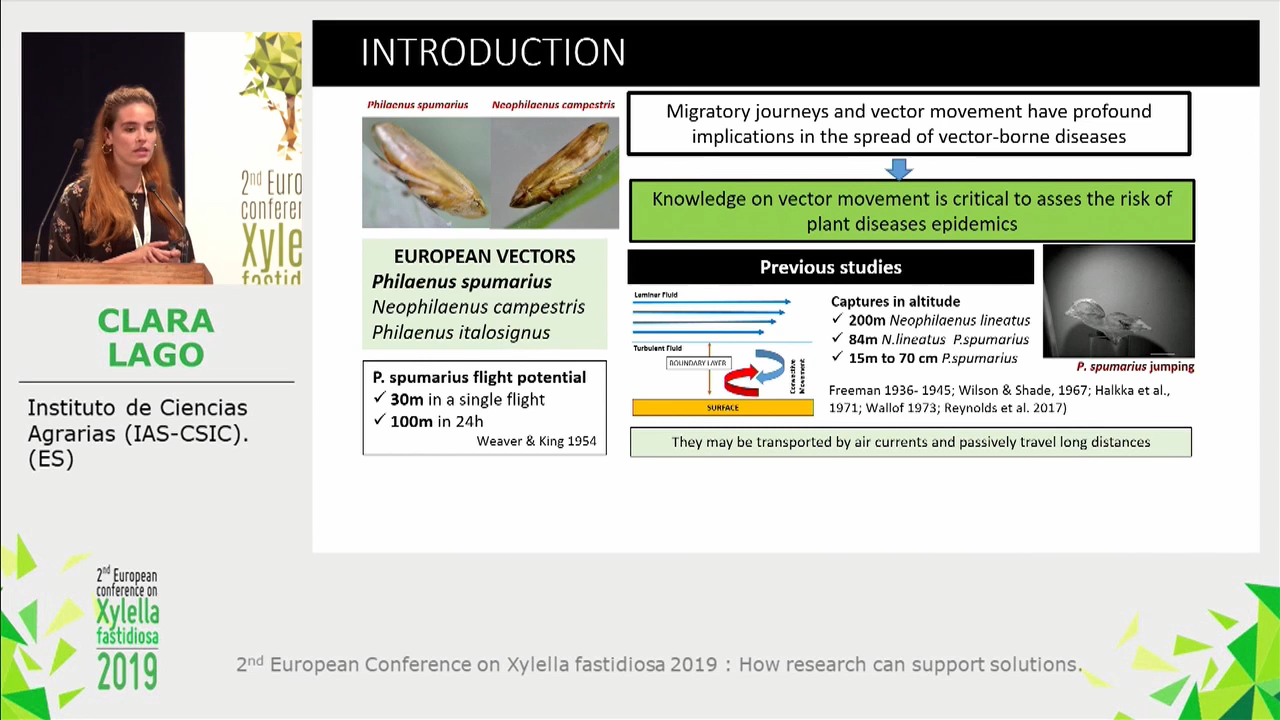 INTRODUCTION
Philaenus spumarius
Neophilaenus campestris
Migratory journeys and vector movement have profound
implications in the spread of vector-borne diseases
Knowledge on vector movement is critical to asses the risk of
plant diseases epidemics
EUROPEAN VECTORS
Philaenus spumarius
Neophilaenus campestris
Philaenus italosignus
P. spumarius flight potential
✓ 30m in a single flight
✓ 100m in 24h
Weaver & King 1954
Previous studies
Leminar Fluid
Turbulent Fluid
BOUNDARY LAYER
Convective
Movement
SURFACE
Captures in altitude
✓ 200m Neophilaenus lineatus
✓ 84m N.lineatus P.spumarius
✓ 15m to 70 cm P.spumarius
P. spumarius jumping
Freeman 1936- 1945; Wilson & Shade, 1967; Halkka et al.,
1971; Wallof 1973; Reynolds et al. 2017)
They may be transported by air currents and passively travel long distances
2nd Euro
conferen
Xyle
fastidi
CLARA
LAGO
Instituto de Ciencias
Agrarias (IAS-CSIC).
(ES)
2nd European
conference on
Xylella
fastidiosa
2019
2nd European Conference on Xylella fastidiosa 2019 : How research can support solutions.